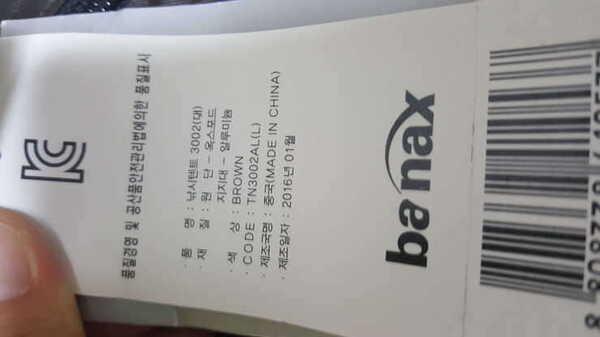 품질경영 및 공산품안전관리법에의한 품질표시
· 품 명 : 낚시텐트 3002(대)
· 재 질 : 원 단 – 옥스포드
지지대 – 알루미늄
· 색 상 : BROWN
· CODE : TN3002AL(L)
· 제조국명 : 중국(MADE IN CHINA)
· 제조일자 : 2016년 01월
banax